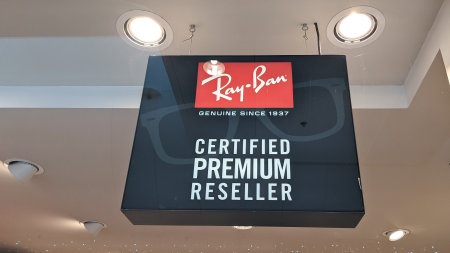 Ray-Ban
GENUINE SINCE 1937
CERTIFIED
PREMIUM
RESELLER